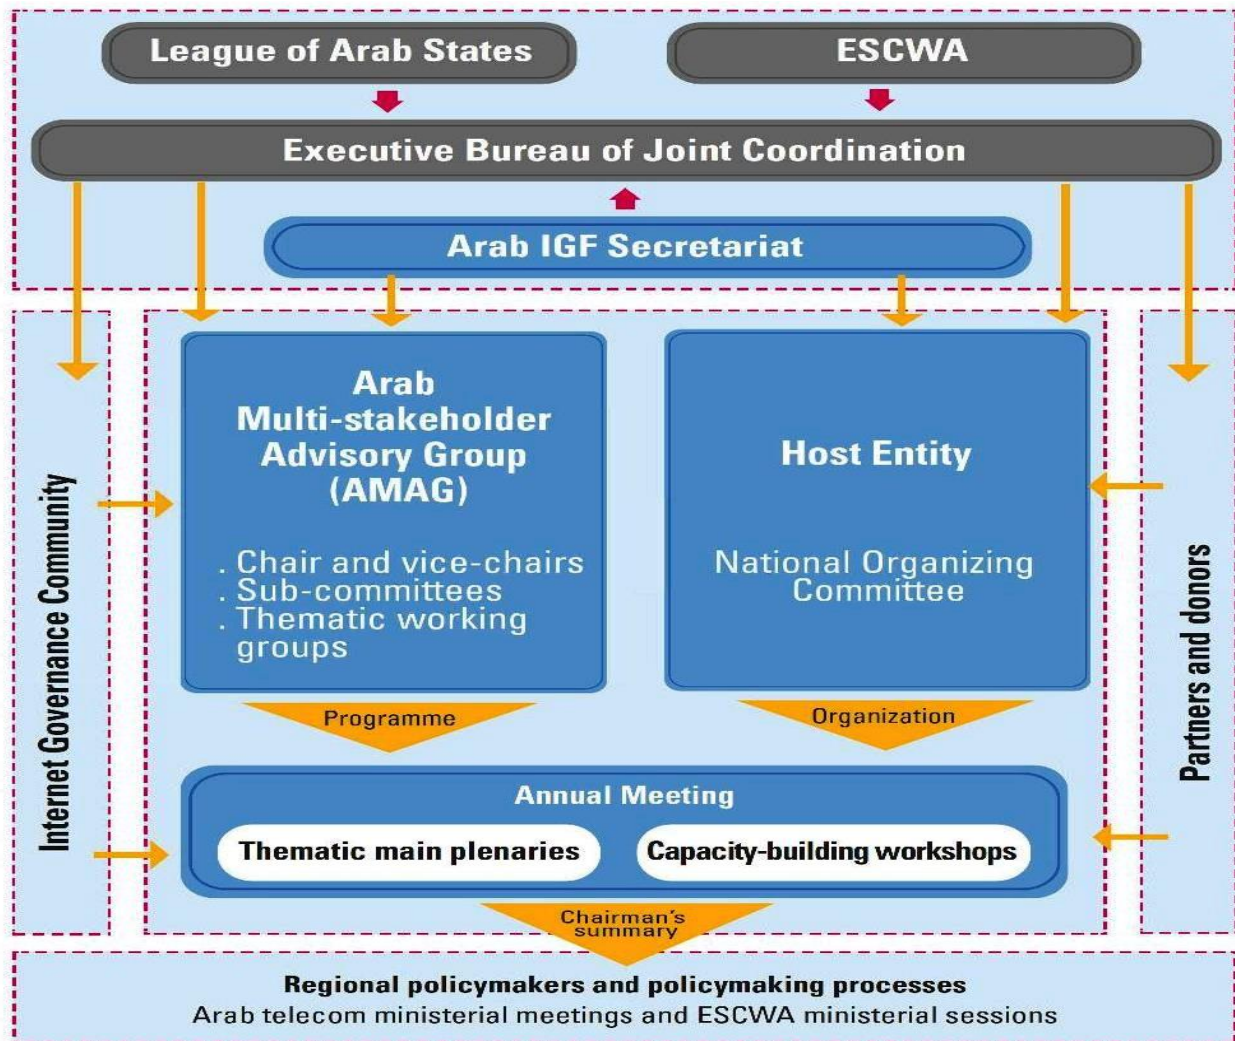 League of Arab States
ESCWA
Executive Bureau of Joint Coordination
Arab IGF Secretariat
Internet Governance Community
Arab
Multi-stakeholder
Advisory Group
(AMAG)
. Chair and vice-chairs
. Sub-committees
. Thematic working
groups
Host Entity
National Organizing
Committee
Partners and donors
Programme
Organization
Annual Meeting
Thematic main plenaries
Capacity-building workshops
Chairman's
summary
Regional policymakers and policymaking processes
Arab telecom ministerial meetings and ESCWA ministerial sessions